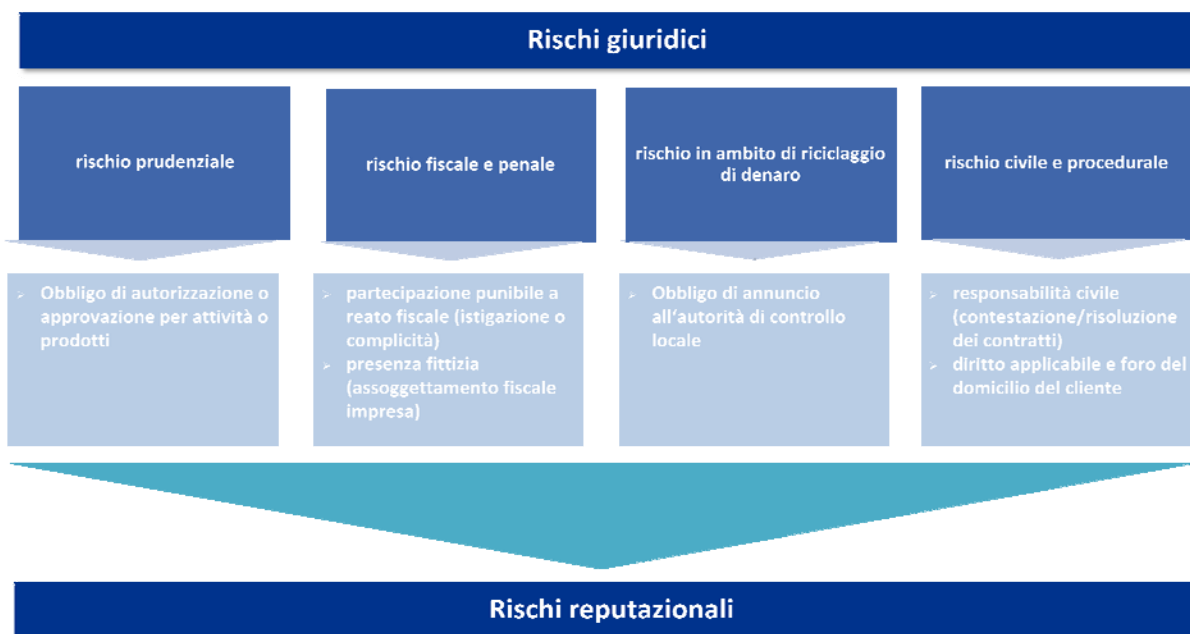 Rischi giuridici
rischio prudenziale
rischio fiscale e penale
rischio in ambito di riciclaggio
di denaro
rischio civile e procedurale
Obbligo di autorizzazione o
approvazione per attività o
prodotti
partecipazione punibile a
reato fiscale (istigazione o
complicità)
presenza fittizia
(assoggettamento fiscale
impresa)
Obbligo di annuncio
all‘autorità di controllo
locale
responsabilità civile
(contestazione/risoluzione
dei contratti)
diritto applicabile e foro del
domicilio del cliente
Rischi reputazionali